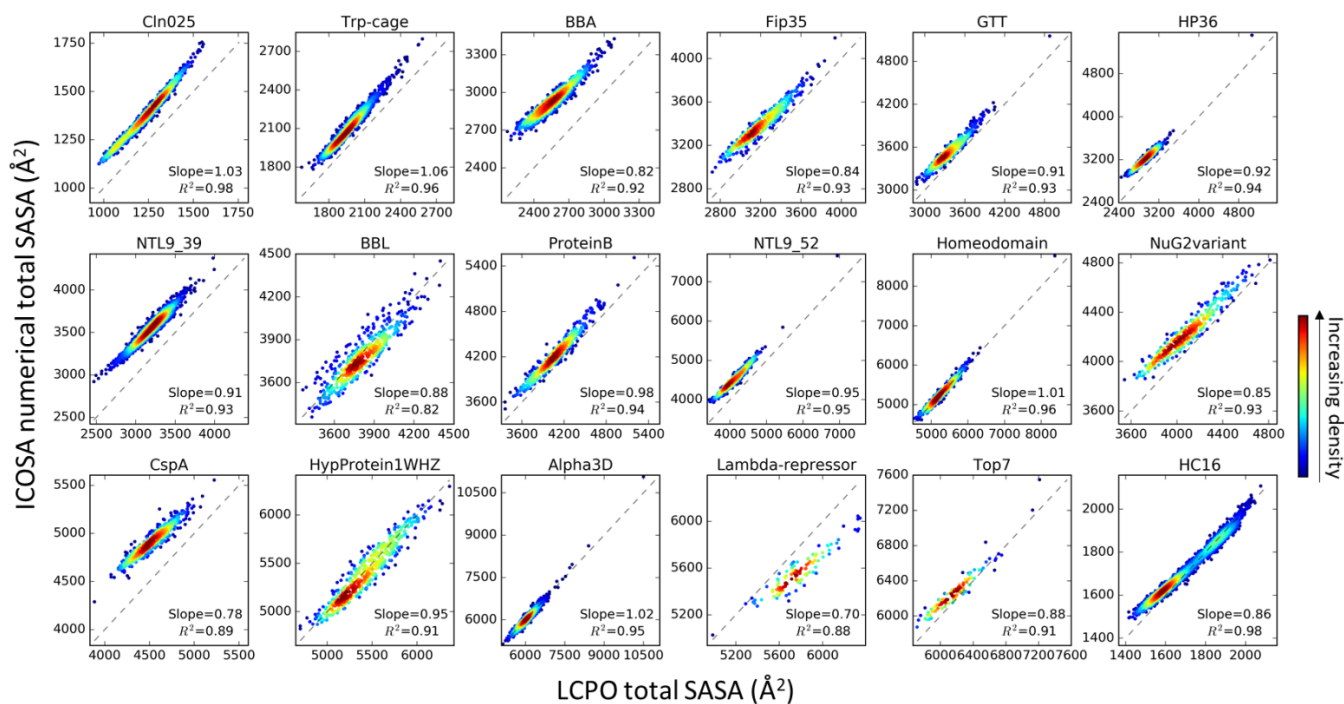 Cln025 Trp-cage BBA Fip35 GTT HP36
1750 2700 3300 4200 4800 4800
1500 2400 3000 3600 4200 4000
1250 2100 2700 3200 3600 3200
1000 1800 2400 2800 3000 2400
Slope=1.03 Slope=1.06 Slope=0.82 Slope=0.84 Slope=0.91 Slope=0.92
R²=0.98 R²=0.96 R²=0.92 R²=0.93 R²=0.93 R²=0.94
1000 1250 1500 1750 1800 2100 2400 2700 2400 2700 3000 3300 2800 3200 3600 4000 3000 3600 4200 4800 2400 3200 4000 4800
NTL9_39 BBL ProteinB NTL9_52 Homeodomain NuG2variant
4000 4500 5400 7000 8000 4800
3500 4200 4800 6000 7000 4400
3000 3900 4200 5000 6000 4000
2500 3600 3600 4000 5000 3600
Slope=0.91 Slope=0.88 Slope=0.98 Slope=0.95 Slope=1.01 Slope=0.85
R²=0.93 R²=0.82 R²=0.94 R²=0.95 R²=0.96 R²=0.93
2500 3000 3500 4000 3600 3900 4200 4500 3600 4200 4800 5400 4000 5000 6000 7000 5000 6000 7000 8000 3600 4000 4400 4800
CspA HypProtein1WHZ Alpha3D Lambda-repressor Top7 HC16
5500 6000 10500 6000 7600 2000
5000 5500 9000 5600 7200 1800
4500 5000 7500 5200 6800 1600
4000 6000 6400 1400
6000
Slope=0.78 Slope=0.95 Slope=1.02 Slope=0.70 Slope=0.88 Slope=0.86
R²=0.89 R²=0.91 R²=0.95 R²=0.88 R²=0.91 R²=0.98
4000 4500 5000 5500 5000 5500 6000 6000 7500 9000 10500 5200 5600 6000 6000 6400 6800 7200 7600 1400 1600 1800 2000
ICOSA numerical total SASA (Å²)
LCPO total SASA (Å²)
Increasing density